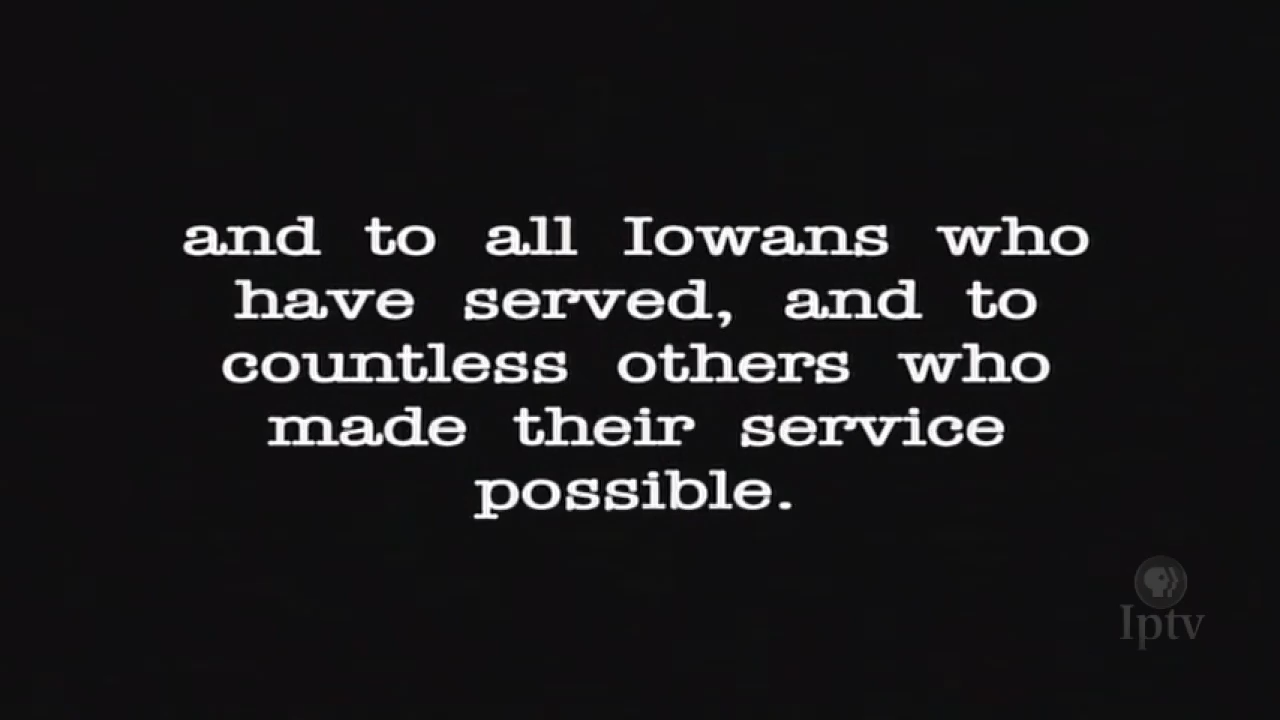 and to all Iowans who
have served, and to
countless others who
made their service
possible.
Iptv